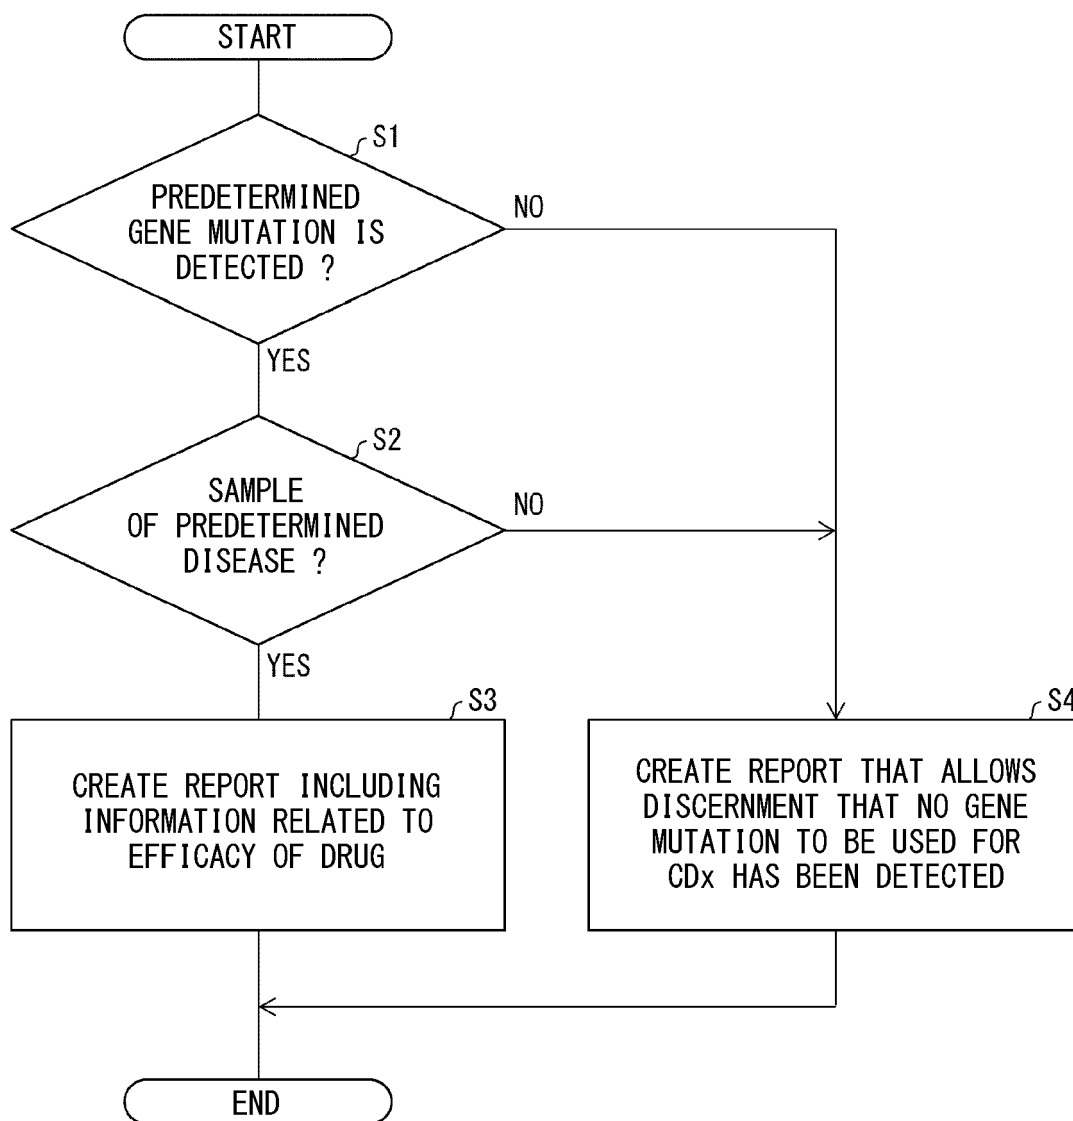 START
S1
PREDETERMINED
GENE MUTATION IS
DETECTED ?
NO
YES
S2
SAMPLE
OF PREDETERMINED
DISEASE ?
NO
YES
S3
CREATE REPORT INCLUDING
INFORMATION RELATED TO
EFFICACY OF DRUG
S4
CREATE REPORT THAT ALLOWS
DISCERNMENT THAT NO GENE
MUTATION TO BE USED FOR
CDx HAS BEEN DETECTED
END